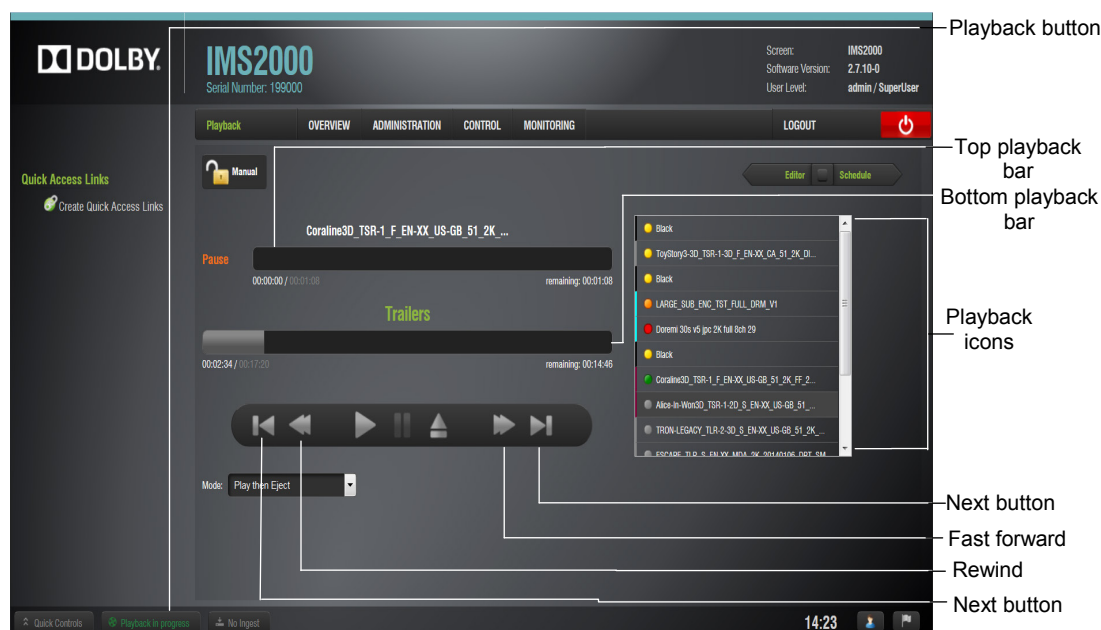 Playback button
DOLBY.
IMS2000
Serial Number: 199000
Screen: IMS2000
Software Version: 2.7.10-0
User Level: admin / SuperUser
Playback OVERVIEW ADMINISTRATION CONTROL MONITORING LOGOUT
Top playback
bar
Manual
Editor Schedule
Quick Access Links
Create Quick Access Links
Bottom playback
bar
Coraline3D_TSR-1_F_EN-XX_US-GB_51_2K_...
Pause
00:00:00 / 00:01:08 remaining: 00:01:08
Trailers
00:02:34 / 00:17:20 remaining: 00:14:46
Black
ToyStory3-3D_TSR-1-3D_F_EN-XX_CA_51_2K_DI...
Black
LARGE_SUB_ENC_TST_FULL_DRM_V1
Doremi 30s v5 jpc 2K full 8ch 29
Black
Coraline3D_TSR-1_F_EN-XX_US-GB_51_2K_FF_2...
Alice-In-Won3D_TSR-1-2D_S_EN-XX_US-GB_51_...
TRON-LEGACY_TLR-2-3D_S_EN-XX_US-GB_51_2K_...
ESCAPE_TLR_S_EN-XX_MDA_2K_20140106_DRT_SM
Playback
icons
Mode: Play then Eject
Next button
Fast forward
Rewind
Next button
Quick Controls Playback in progress No Ingest 14:23